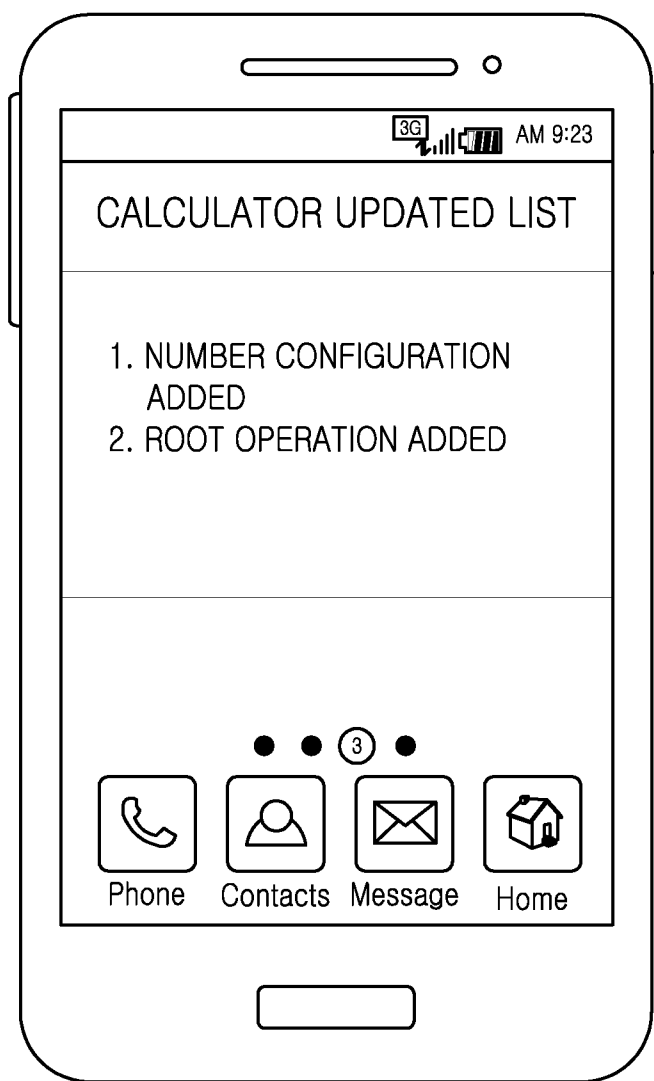 3G AM 9:23
CALCULATOR UPDATED LIST
1. NUMBER CONFIGURATION
ADDED
2. ROOT OPERATION ADDED
3
Phone Contacts Message Home